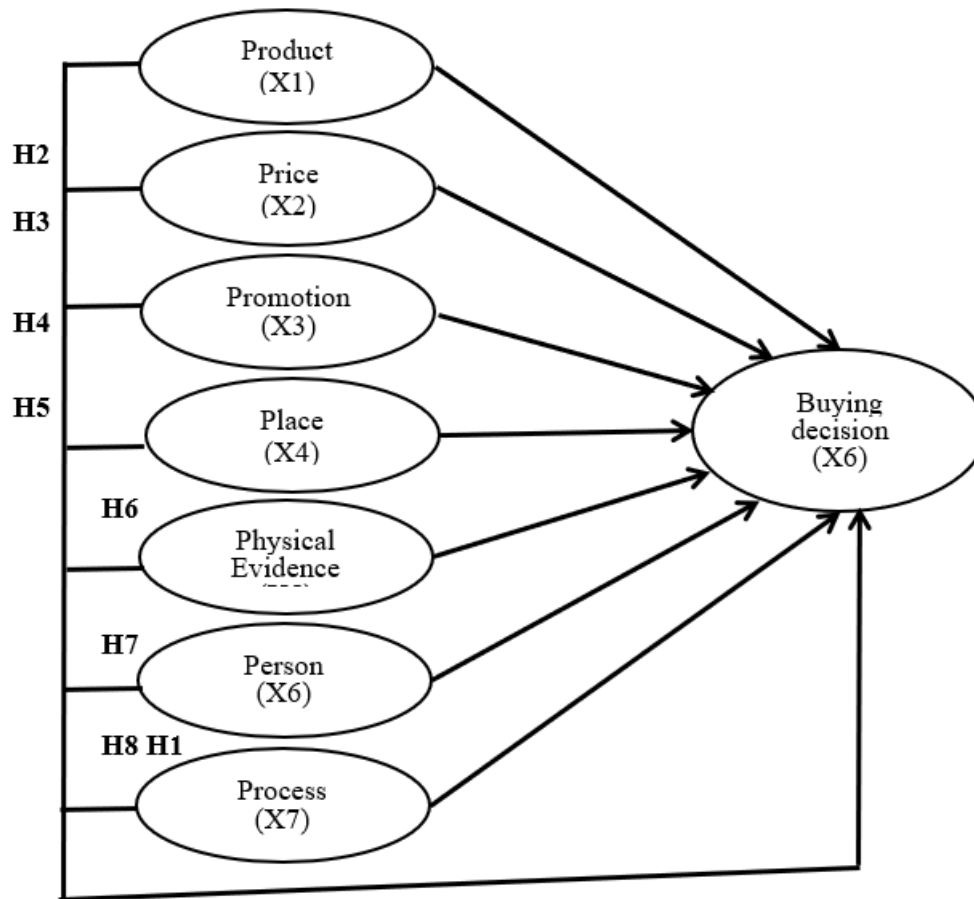 Product
(X1)
H2
Price
(X2)
H3
Promotion
(X3)
H4
H5
Place
(X4)
Buying
decision
(X6)
H6
Physical
Evidence
H7
Person
(X6)
H8 H1
Process
(X7)